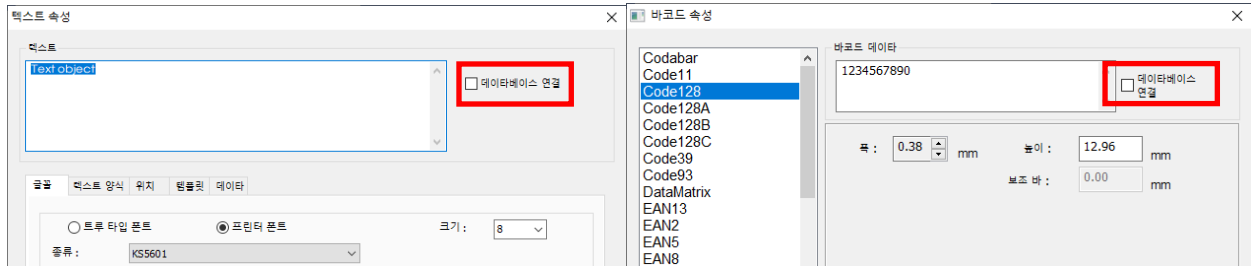 텍스트 속성
텍스트
Text object
데이타베이스 연결
글꼴 텍스트 양식 위치 템플릿 데이타
트루 타입 폰트 프린터 폰트 크기 : 8
종류 : KS5601
바코드 속성
Codabar
Code11
Code128
Code128A
Code128B
Code128C
Code39
Code93
DataMatrix
EAN13
EAN2
EAN5
EAN8
바코드 데이타
1234567890
데이타베이스
연결
폭 : 0.38 mm 높이 : 12.96 mm
보조 바 : 0.00 mm